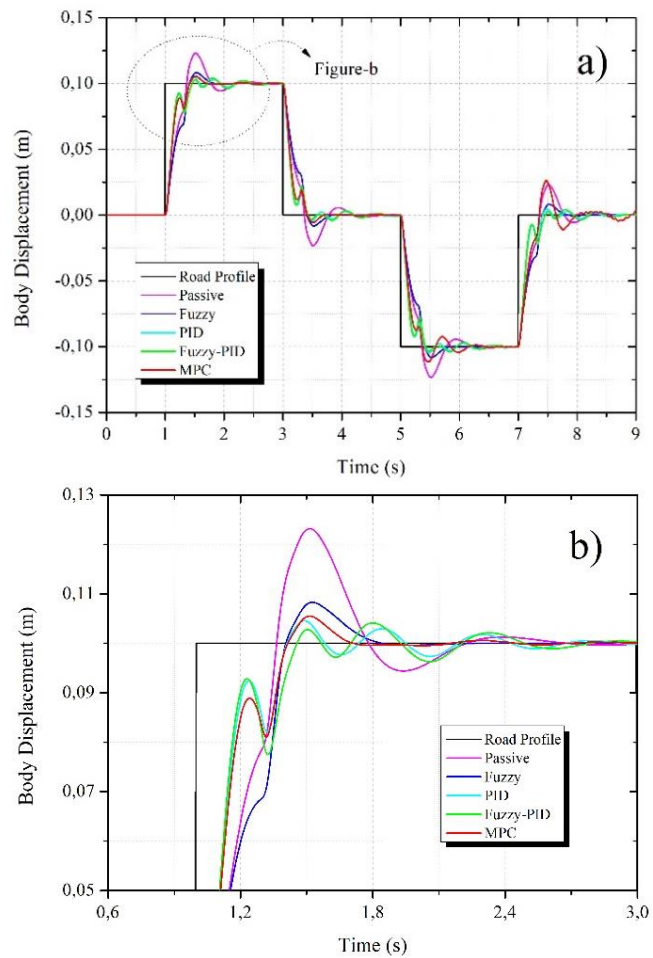 0,15
0,10
0,05
0,00
-0,05
-0,10
-0,15
Body Displacement (m)
a)
Figure-b
Road Profile
Passive
Fuzzy
PID
Fuzzy-PID
MPC
0 1 2 3 4 5 6 7 8 9
Time (s)
0,13
0,11
0,09
0,07
0,05
Body Displacement (m)
b)
Road Profile
Passive
Fuzzy
PID
Fuzzy-PID
MPC
0,6 1,2 1,8 2,4 3,0
Time (s)